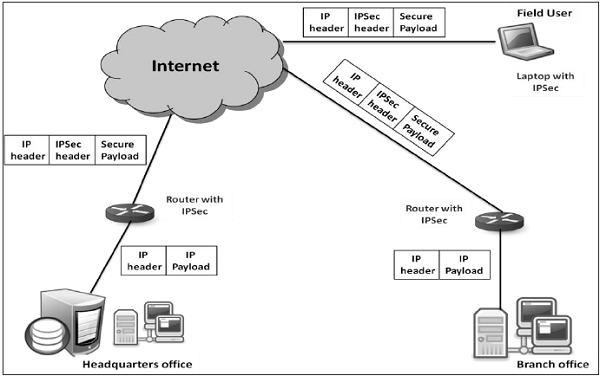 IP IPSec Secure
header header Payload
Field User
Laptop with
IPSec
Internet
IP
header
IPSec
header
Secure
Payload
IP IPSec Secure
header header Payload
Router with
IPSec
Router with
IPSec
IP IP
header Payload
IP IP
header Payload
Headquarters office
Branch office